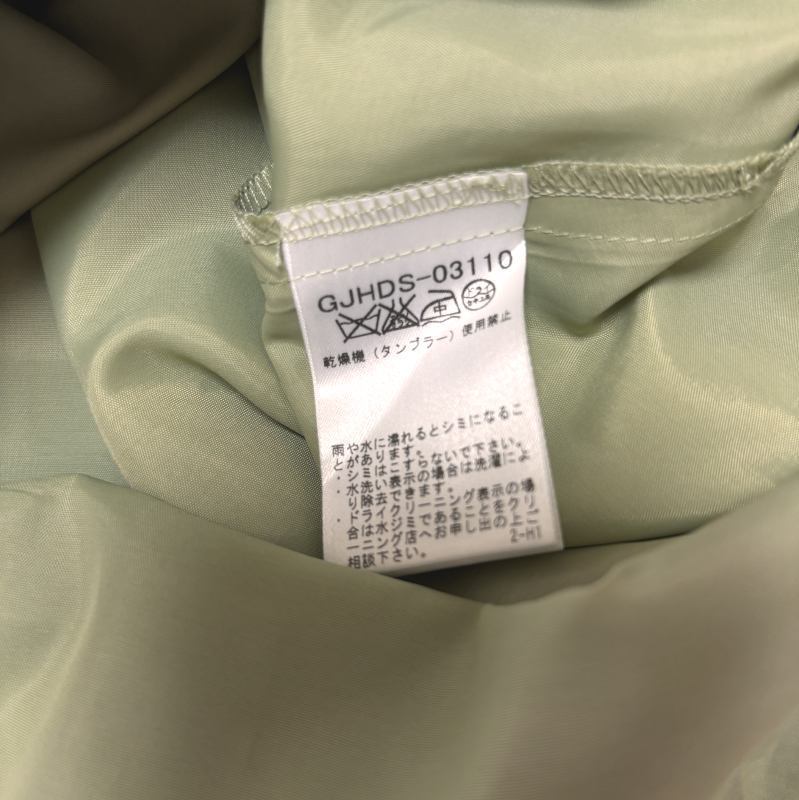 GJHDS-03110
中 ドライ
乾燥機(タンブラー)使用禁止
雨や水に濡れるとシミになるこ
とがあります。
・シミはこすらないで下さい。
・水洗い表示の場合は洗濯によ
り除去できます。
・ドライクリーニング表示の場
合は水ジミであることをクリ
ーニング店へお申し出の上ご
相談下さい。
2-H1